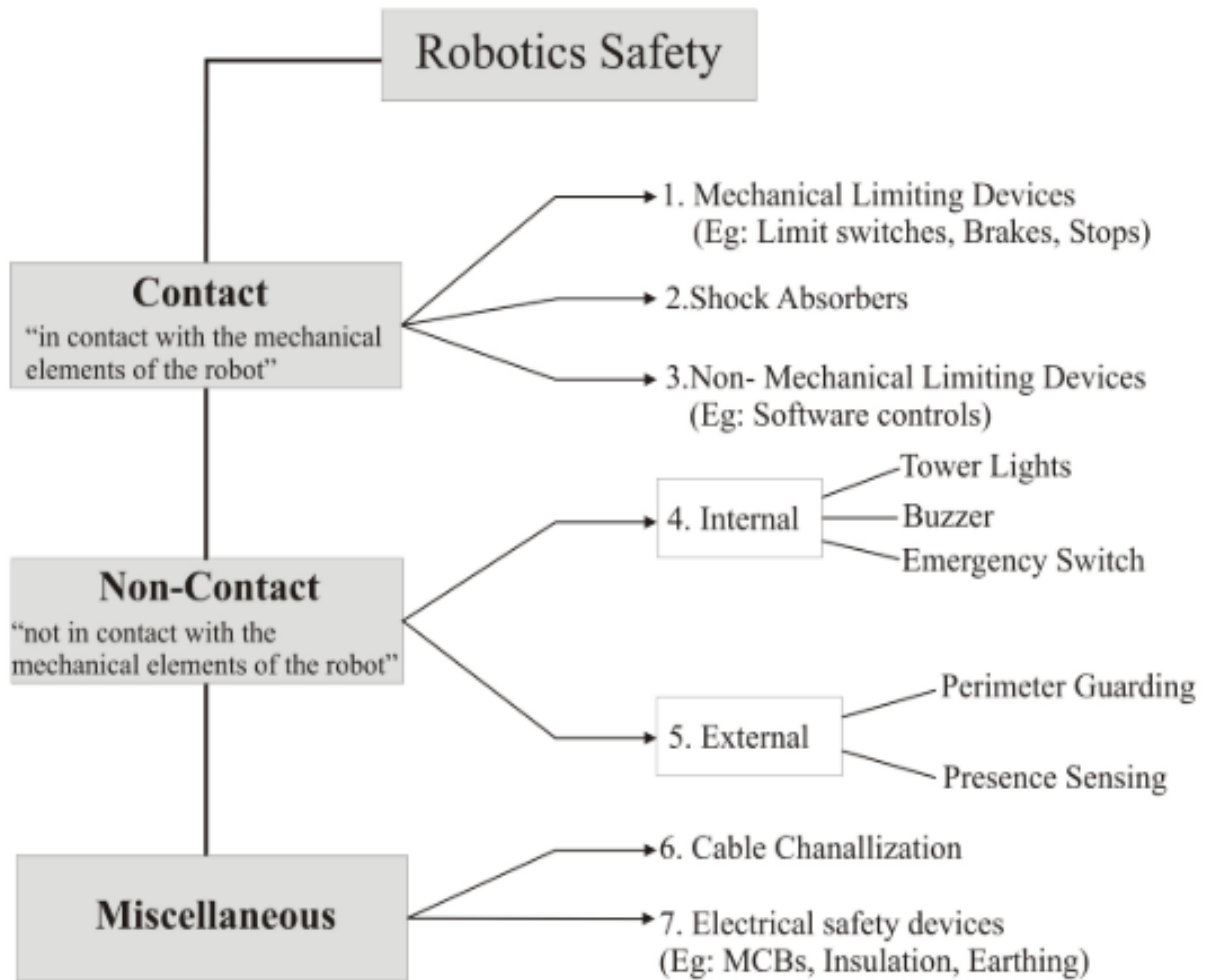 Robotics Safety
1. Mechanical Limiting Devices
(Eg: Limit switches, Brakes, Stops)
Contact
“in contact with the mechanical
elements of the robot”
2.Shock Absorbers
3.Non- Mechanical Limiting Devices
(Eg: Software controls)
Tower Lights
4. Internal
Buzzer
Emergency Switch
Non-Contact
“not in contact with the
mechanical elements of the robot”
Perimeter Guarding
5. External
Presence Sensing
6. Cable Chanallization
Miscellaneous
7. Electrical safety devices
(Eg: MCBs, Insulation, Earthing)